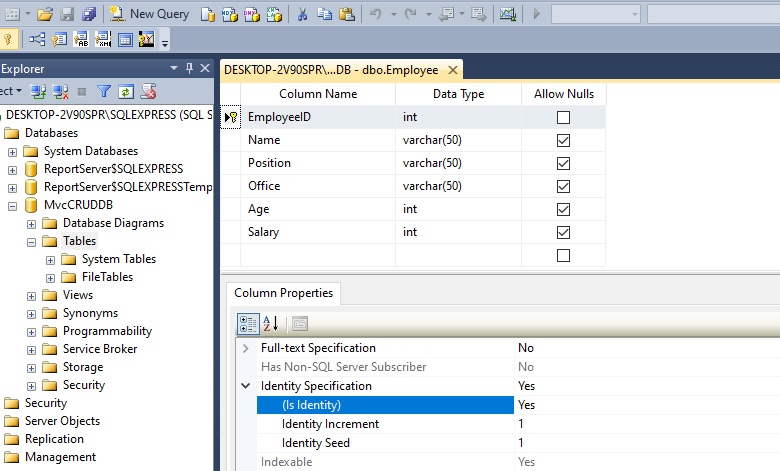 New Query
MDX DMX XMLA
Explorer
DESKTOP-2V90SPR\...DB - dbo.Employee
ect
Column Name Data Type Allow Nulls
DESKTOP-2V90SPR\SQLEXPRESS (SQL S
Databases
System Databases
ReportServer$SQLEXPRESS
ReportServer$SQLEXPRESSTemp
MvcCRUDDB
Database Diagrams
Tables
System Tables
FileTables
Views
Synonyms
Programmability
Service Broker
Storage
Security
Security
Server Objects
Replication
Management
EmployeeID int
Name varchar(50)
Position varchar(50)
Office varchar(50)
Age int
Salary int
Column Properties
Full-text Specification No
Has Non-SQL Server Subscriber No
Identity Specification Yes
(Is Identity) Yes
Identity Increment 1
Identity Seed 1
Indexable Yes